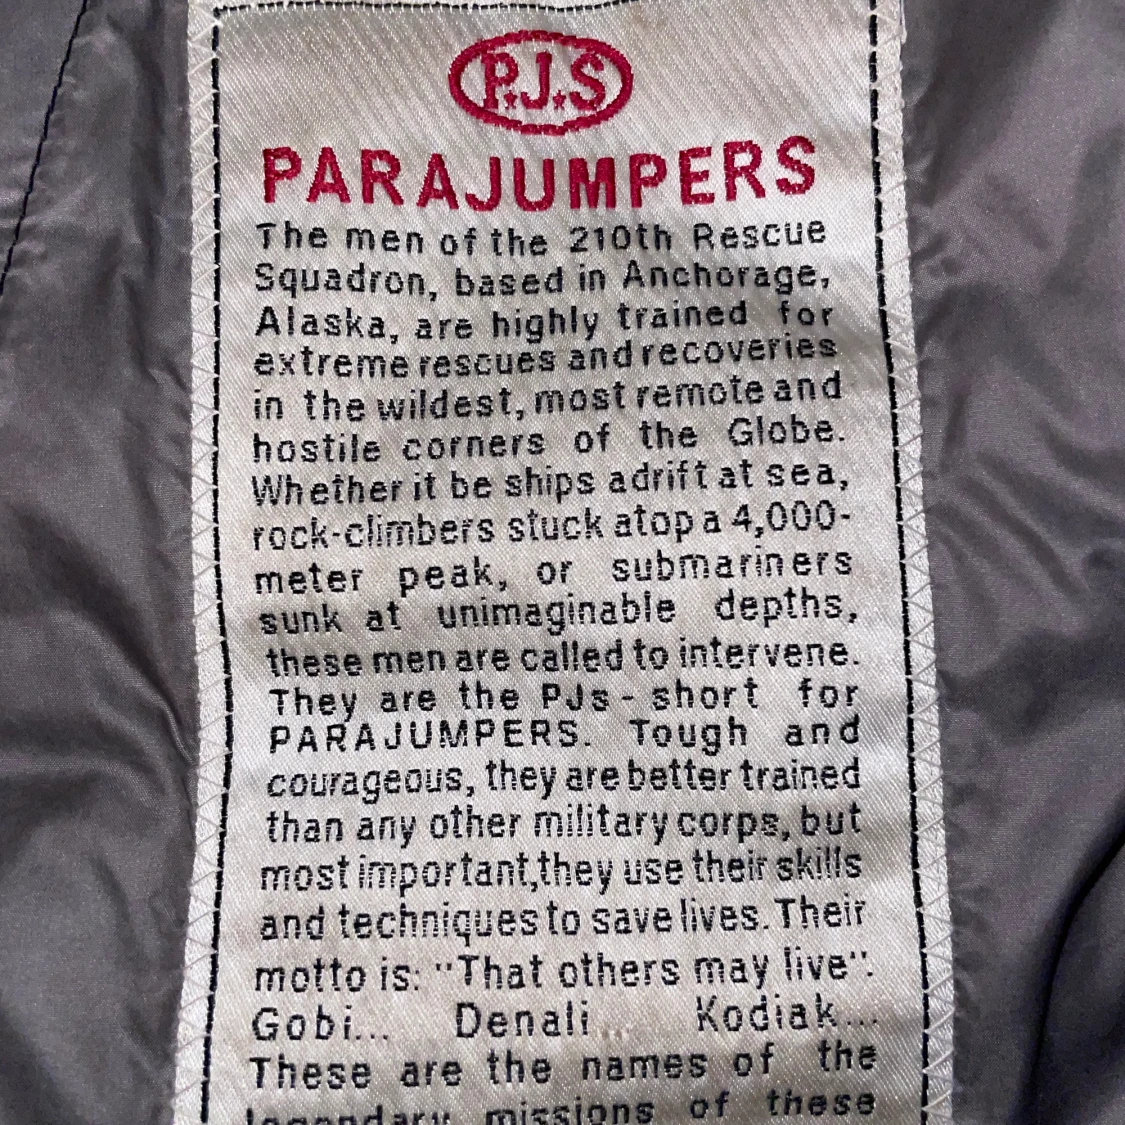 P.J.S
PARAJUMPERS
The men of the 210th Rescue
Squadron, based in Anchorage,
Alaska, are highly trained for
extreme rescues and recoveries
in the wildest, most remote and
hostile corners of the Globe.
Whether it be ships adrift at sea,
rock-climbers stuck atop a 4,000-
meter peak, or submariners
sunk at unimaginable depths,
these men are called to intervene.
They are the PJs - short for
PARAJUMPERS. Tough and
courageous, they are better trained
than any other military corps, but
most important,they use their skills
and techniques to save lives. Their
motto is: "That others may live".
Gobi... Denali... Kodiak...
These are the names of the
legendary missions of these